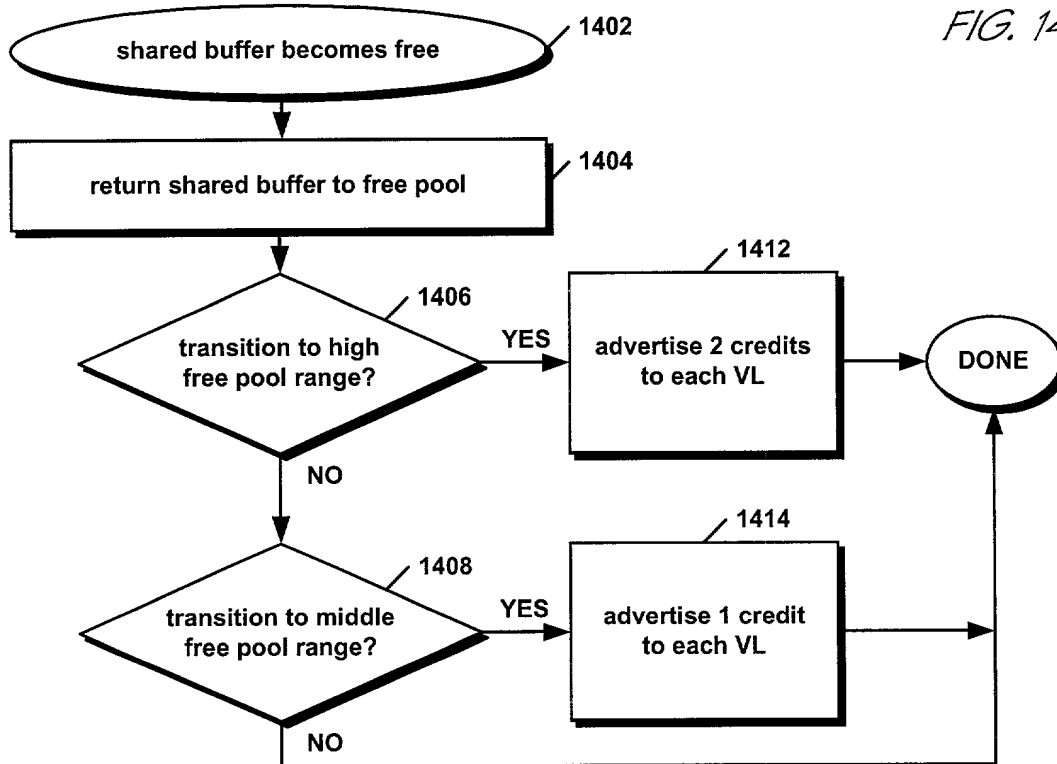 FIG. 14
shared buffer becomes free
1402
return shared buffer to free pool
1404
transition to high
free pool range?
1406
YES
NO
advertise 2 credits
to each VL
1412
DONE
transition to middle
free pool range?
1408
YES
NO
advertise 1 credit
to each VL
1414